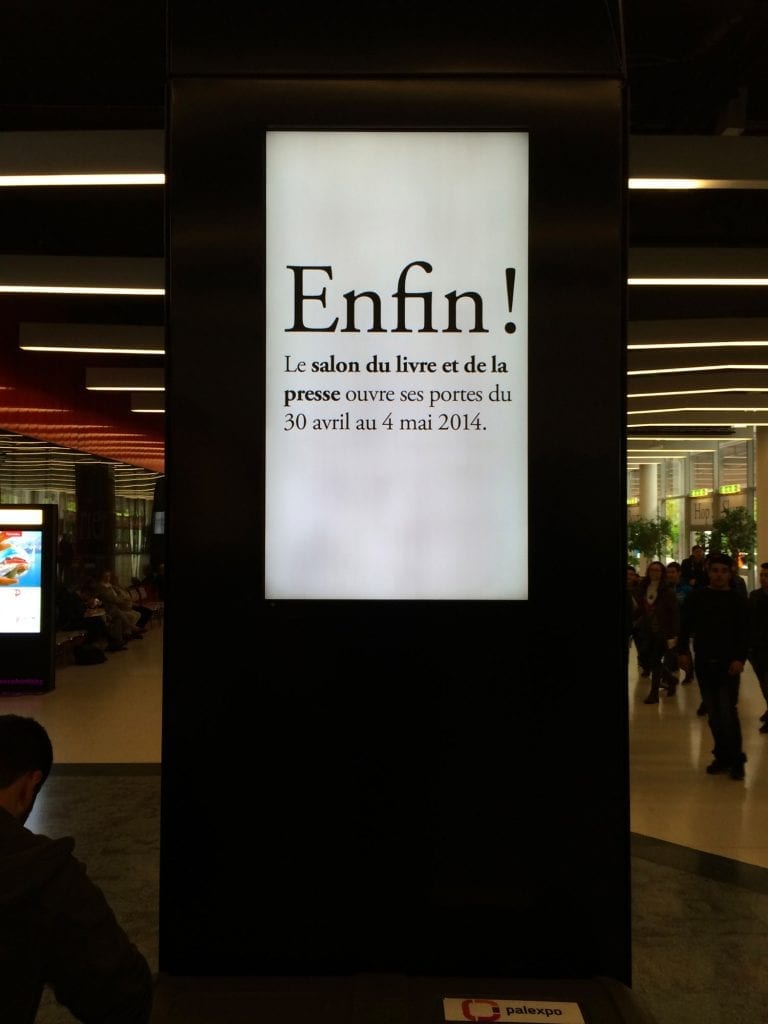 Enfin !
Le salon du livre et de la
presse ouvre ses portes du
30 avril au 4 mai 2014.
palexpo